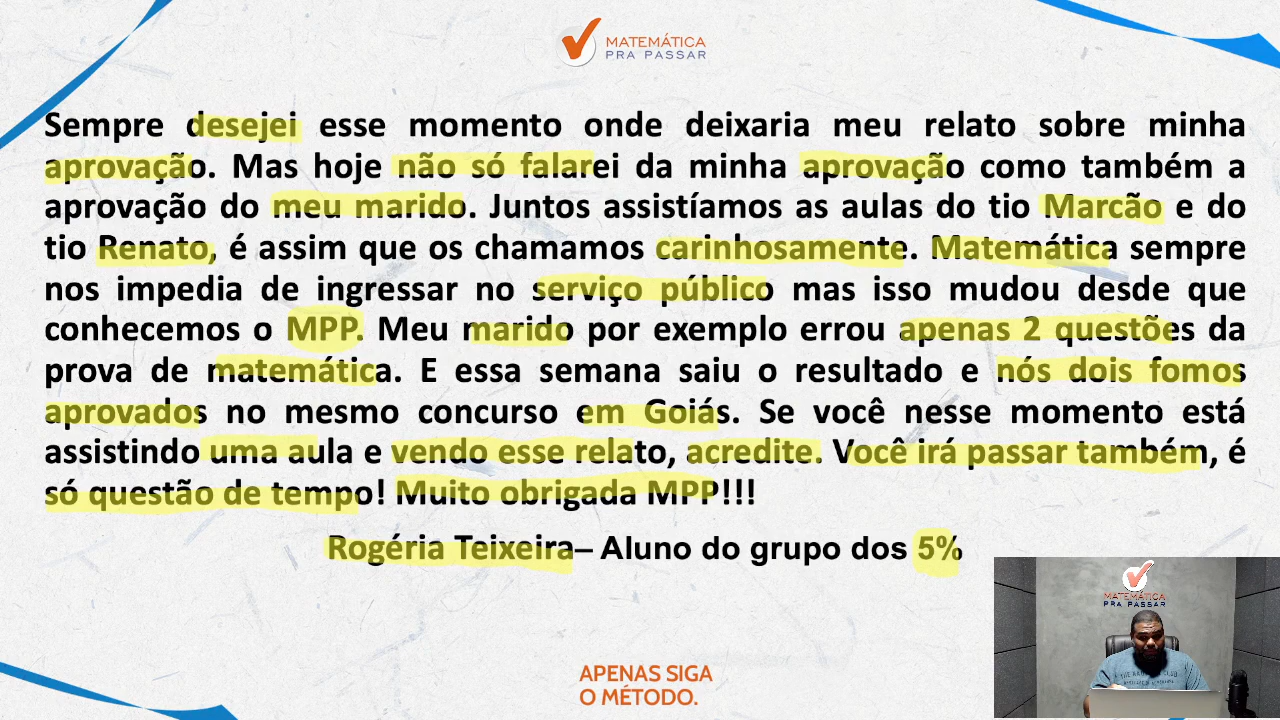 MATEMÁTICA
PRA PASSAR
Sempre desejei esse momento onde deixaria meu relato sobre minha
aprovação. Mas hoje não só falarei da minha aprovação como também a
aprovação do meu marido. Juntos assistíamos as aulas do tio Marcão e do
tio Renato, é assim que os chamamos carinhosamente. Matemática sempre
nos impedia de ingressar no serviço público mas isso mudou desde que
conhecemos o MPP. Meu marido por exemplo errou apenas 2 questões da
prova de matemática. E essa semana saiu o resultado e nós dois fomos
aprovados no mesmo concurso em Goiás. Se você nesse momento está
assistindo uma aula e vendo esse relato, acredite. Você irá passar também, é
só questão de tempo! Muito obrigada MPP!!!
Rogéria Teixeira– Aluno do grupo dos 5%
MATEMÁTICA
PRA PASSAR
APENAS SIGA
O MÉTODO.